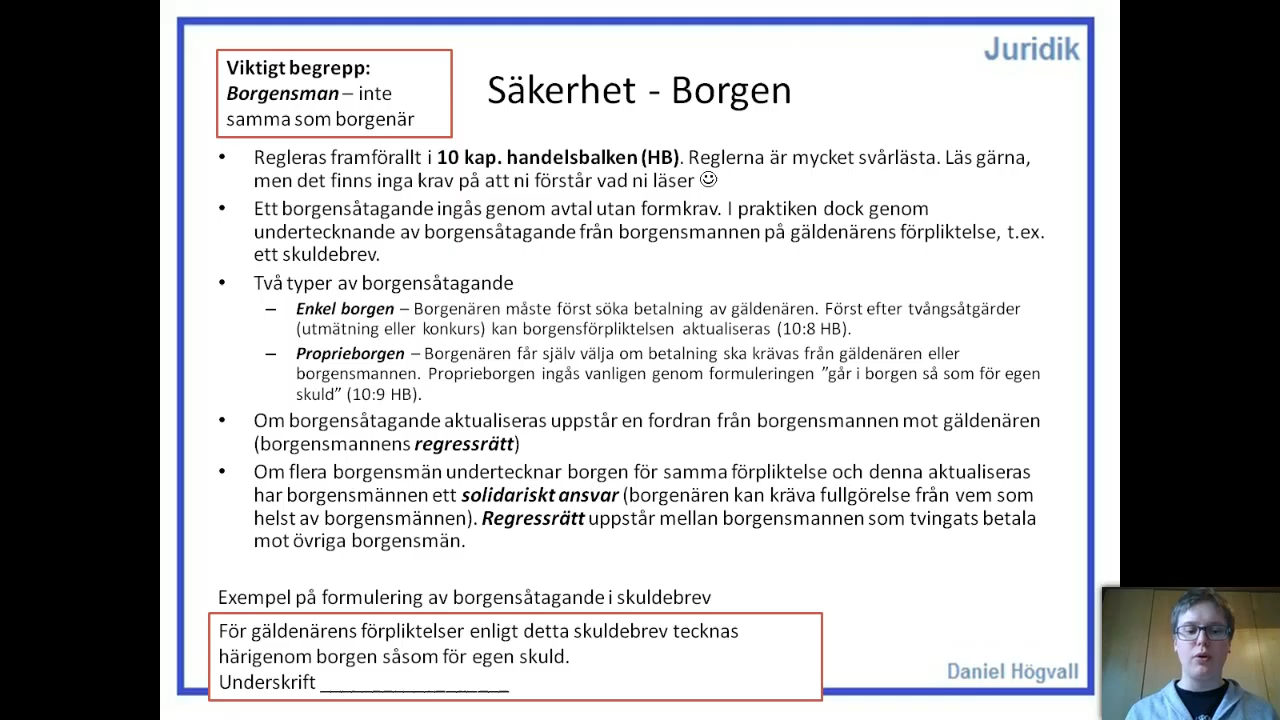 Juridik
Viktigt begrepp:
Borgensman – inte
samma som borgenär
Säkerhet - Borgen
• Regleras framförallt i 10 kap. handelsbalken (HB). Reglerna är mycket svårlästa. Läs gärna,
men det finns inga krav på att ni förstår vad ni läser ☺
• Ett borgensåtagande ingås genom avtal utan formkrav. I praktiken dock genom
undertecknande av borgensåtagande från borgensmannen på gäldenärens förpliktelse, t.ex.
ett skuldebrev.
• Två typer av borgensåtagande
– Enkel borgen – Borgenären måste först söka betalning av gäldenären. Först efter tvångsåtgärder
(utmätning eller konkurs) kan borgensförpliktelsen aktualiseras (10:8 HB).
– Proprieborgen – Borgenären får själv välja om betalning ska krävas från gäldenären eller
borgensmannen. Proprieborgen ingås vanligen genom formuleringen ”går i borgen så som för egen
skuld” (10:9 HB).
• Om borgensåtagande aktualiseras uppstår en fordran från borgensmannen mot gäldenären
(borgensmannens regressrätt)
• Om flera borgensmän undertecknar borgen för samma förpliktelse och denna aktualiseras
har borgensmännen ett solidariskt ansvar (borgenären kan kräva fullgörelse från vem som
helst av borgensmännen). Regressrätt uppstår mellan borgensmannen som tvingats betala
mot övriga borgensmän.
Exempel på formulering av borgensåtagande i skuldebrev
För gäldenärens förpliktelser enligt detta skuldebrev tecknas
härigenom borgen såsom för egen skuld.
Underskrift ___________________
Daniel Högvall